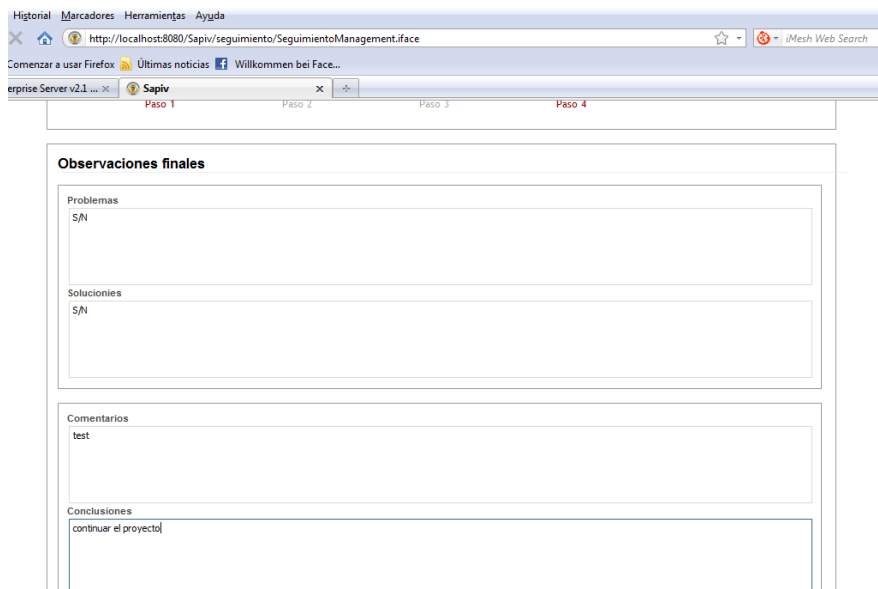 Historial Marcadores Herramientas Ayuda
http://localhost:8080/Sapiv/seguimiento/SeguimientoManagement.iface iMesh Web Search
Comenzar a usar Firefox Últimas noticias Willkommen bei Face...
erprise Server v2.1 ... Sapiv
Paso 1 Paso 2 Paso 3 Paso 4
Observaciones finales
Problemas
S/N
Solucionies
S/N
Comentarios
test
Conclusiones
continuar el proyecto